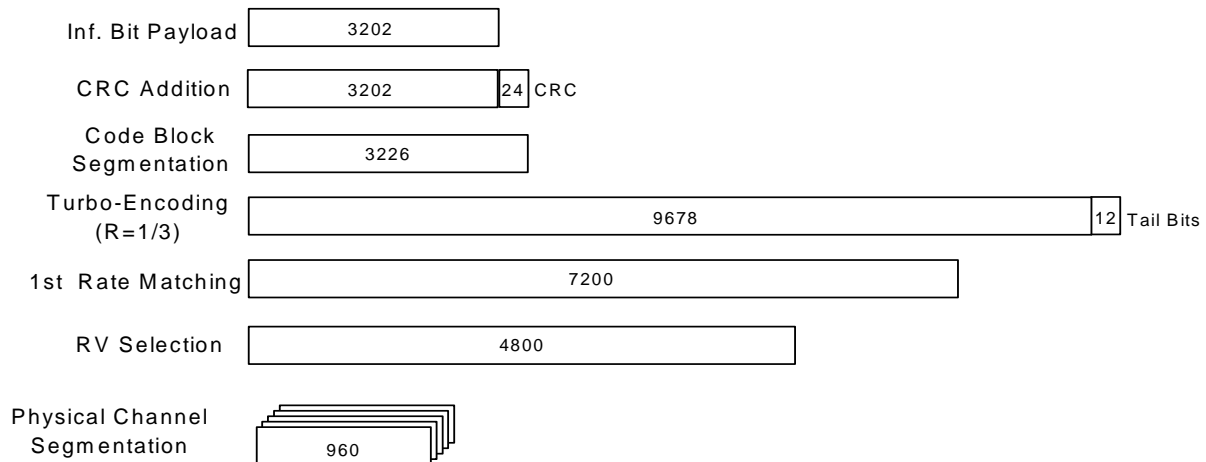 Inf. Bit Payload 3202
CRC Addition 3202 24 CRC
Code Block
Segmentation 3226
Turbo-Encoding
(R=1/3) 9678 12 Tail Bits
1st Rate Matching 7200
RV Selection 4800
Physical Channel
Segmentation 960